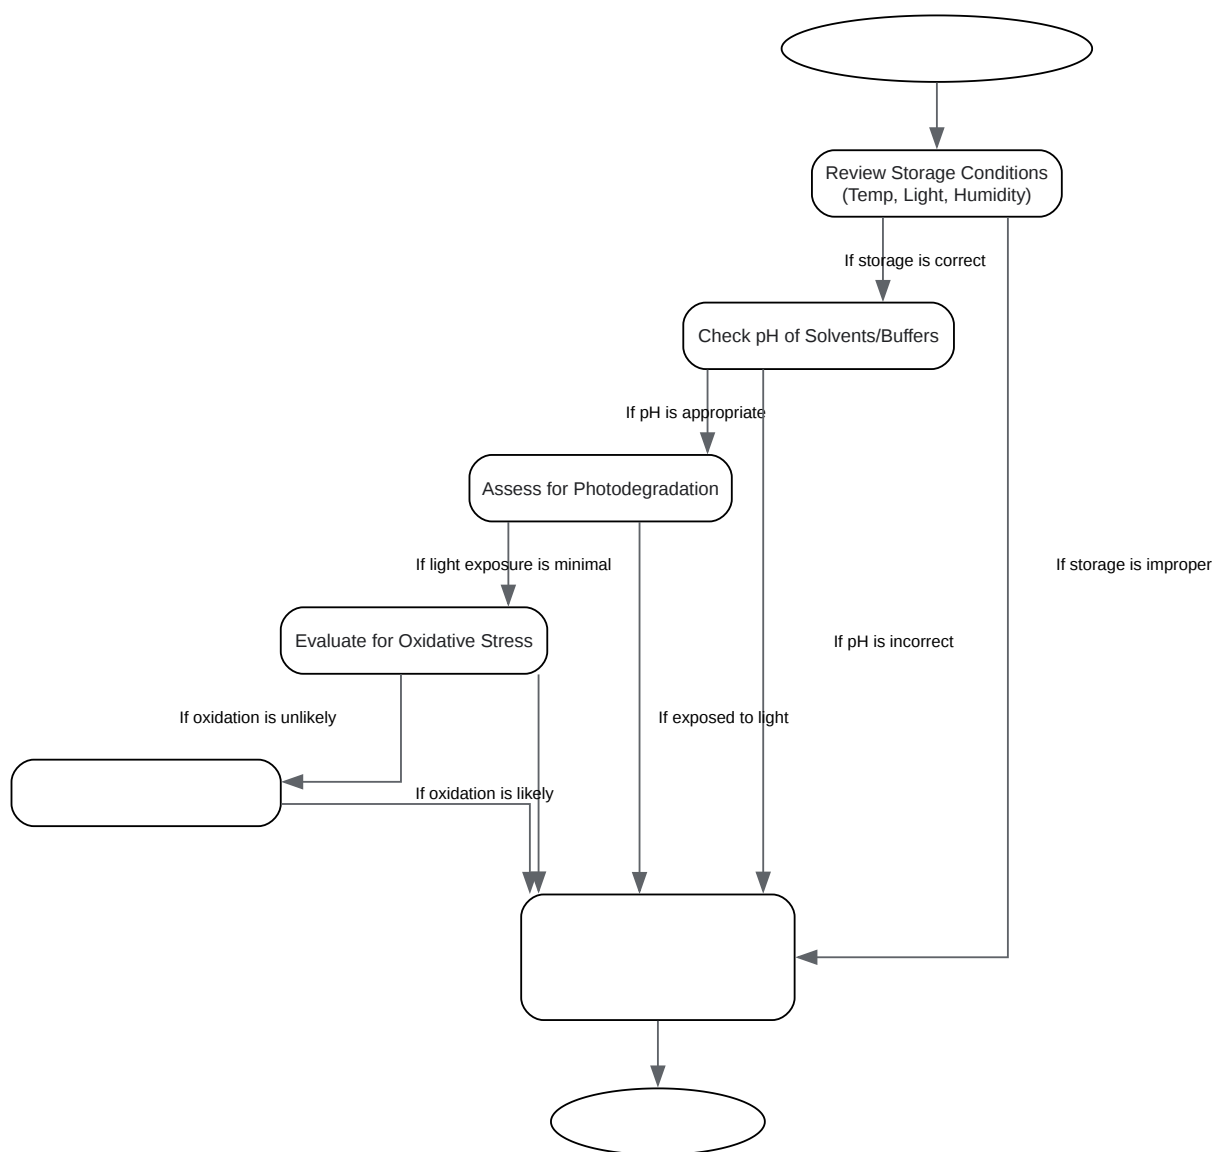 Review Storage Conditions
(Temp, Light, Humidity)
If storage is correct
Check pH of Solvents/Buffers
If pH is appropriate
Assess for Photodegradation
If light exposure is minimal
If storage is improper
Evaluate for Oxidative Stress
If pH is incorrect
If oxidation is unlikely
If exposed to light
If oxidation is likely